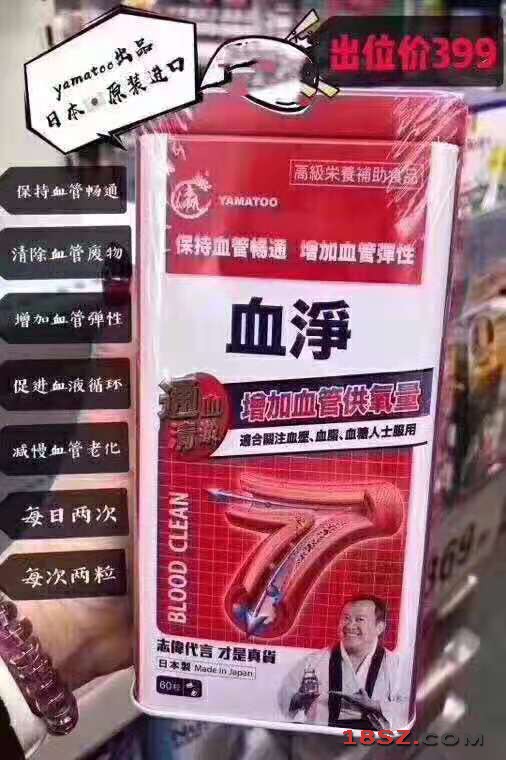 yamatoo出品
日本 原装进口
出位价399
高級栄養補助食品
YAMATOO
保持血管暢通 增加血管彈性
血淨
通血清淤
增加血管供氧量
適合關注血壓、血脂、血糖人士服用
BLOOD CLEAN
志偉代言 才是真貨
日本製 Made in Japan
60粒
保持血管畅通
清除血管废物
增加血管弹性
促进血液循环
减慢血管老化
每日两次
每次两粒
18SZ.COM